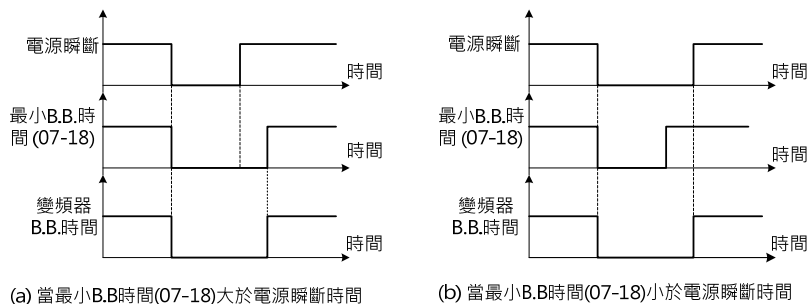 電源瞬斷
時間
最小B.B.時
間 (07-18)
時間
變頻器
B.B.時間
時間
(a) 當最小B.B時間(07-18)大於電源瞬斷時間
電源瞬斷
時間
最小B.B.時
間(07-18)
時間
變頻器
B.B.時間
時間
(b) 當最小B.B時間(07-18)小於電源瞬斷時間